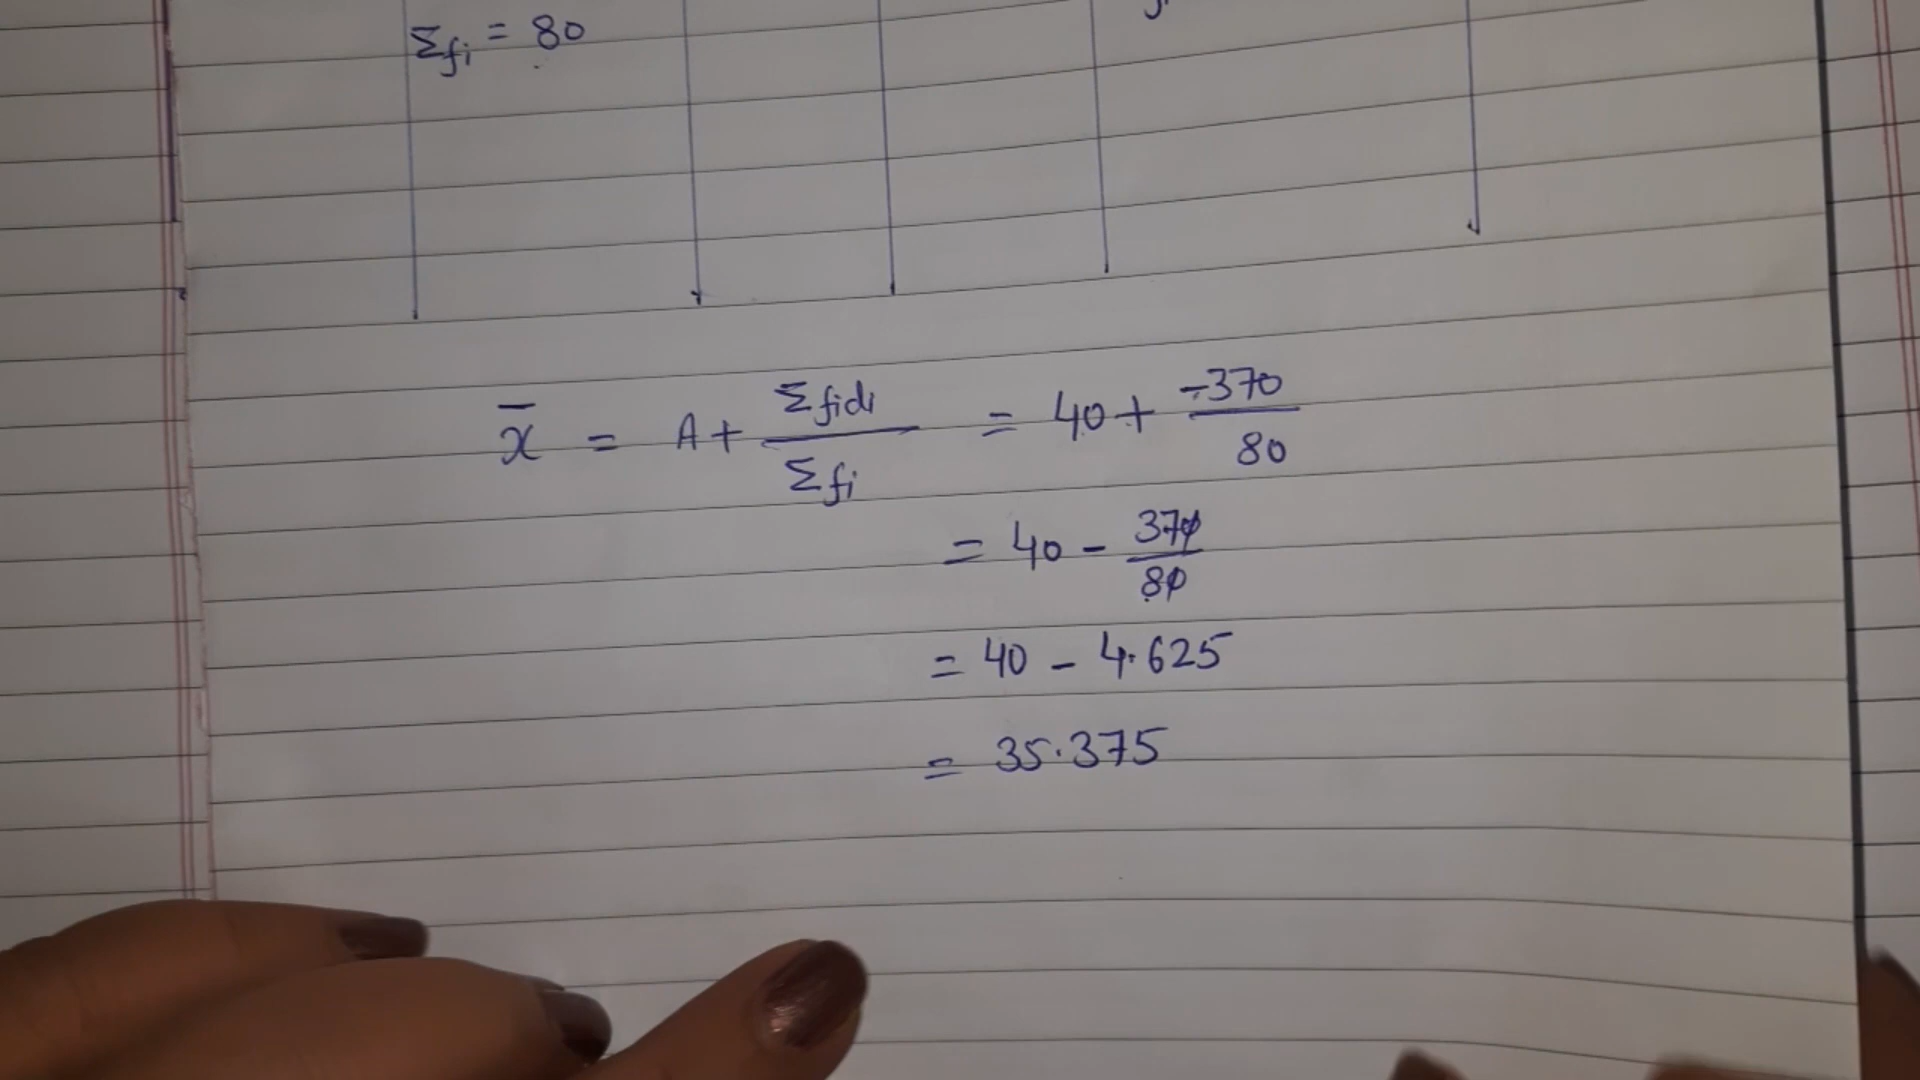 Σfi = 80
x̄ = A + Σfidi / Σfi = 40 + -370 / 80
= 40 - 370 / 80
= 40 - 4.625
= 35.375